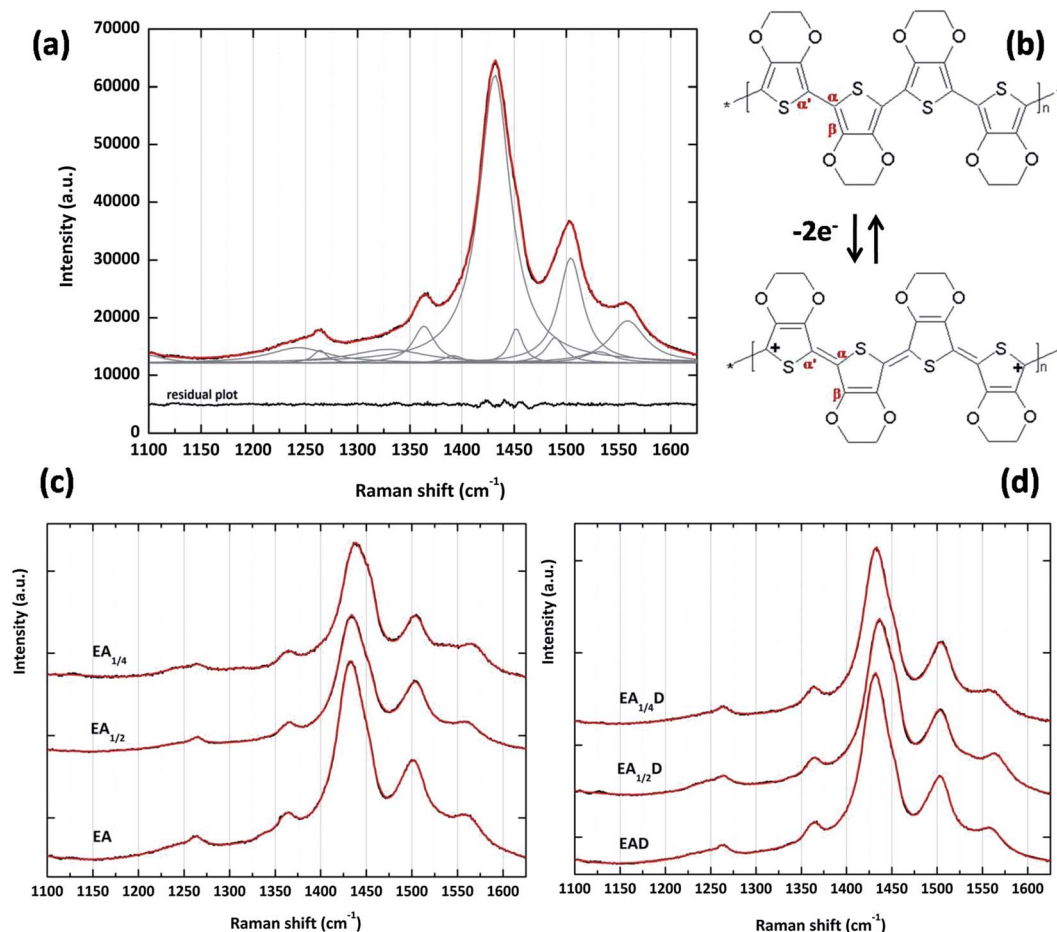 (a)
70000
60000
50000
40000
30000
20000
10000
0
Intensity (a.u.)
residual plot
1100 1150 1200 1250 1300 1350 1400 1450 1500 1550 1600
Raman shift (cm⁻¹)
(b)
O O O O
* [ S α' α β S S S ]n *
O O O O
-2e⁻
O O O O
* [ + S α' α β S S S + ]n *
O O O O
(c)
Intensity (a.u.)
EA1/4
EA1/2
EA
1100 1150 1200 1250 1300 1350 1400 1450 1500 1550 1600
Raman shift (cm⁻¹)
(d)
Intensity (a.u.)
EA1/4D
EA1/2D
EAD
1100 1150 1200 1250 1300 1350 1400 1450 1500 1550 1600
Raman shift (cm⁻¹)